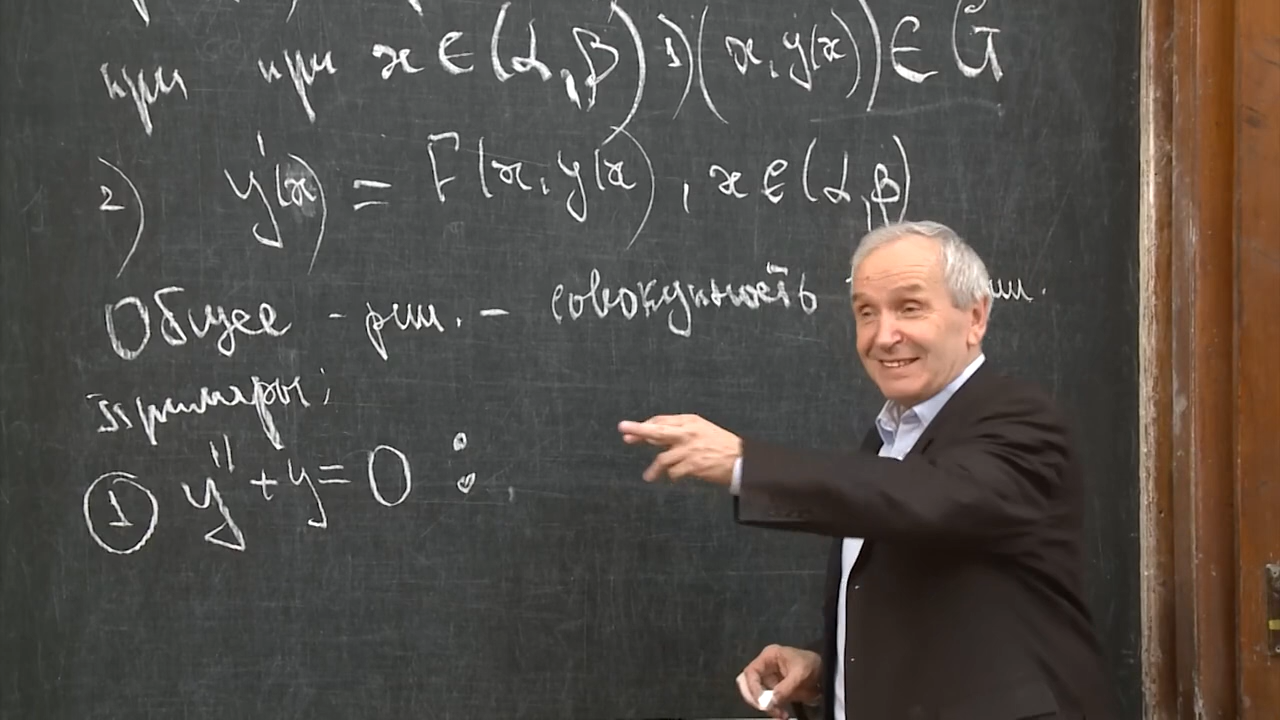 при x ∈ (α, β) 1) (x, y(x)) ∈ G
2) y'(x) = F(x, y(x)), x ∈ (α, β)
Общее - реш. - совокупность
Примеры:
① y'' + y = 0 :